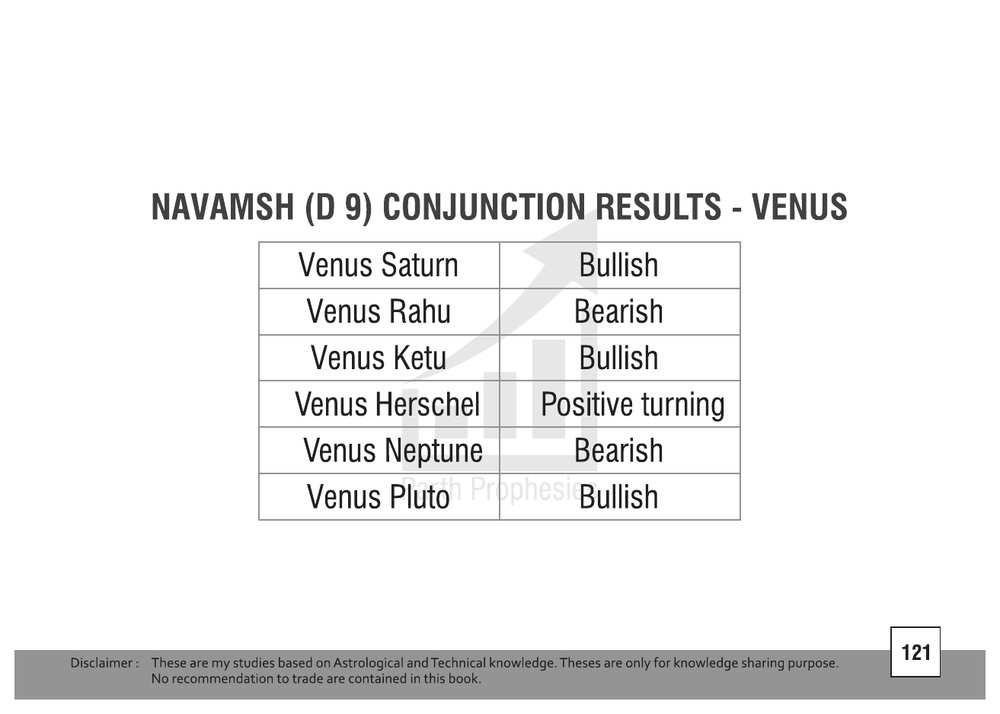 NAVAMSH (D 9) CONJUNCTION RESULTS - VENUS
Venus Saturn Bullish
Venus Rahu Bearish
Venus Ketu Bullish
Venus Herschel Positive turning
Venus Neptune Bearish
Venus Pluto Bullish
Parth Prophesies
121
Disclaimer : These are my studies based on Astrological and Technical knowledge. Theses are only for knowledge sharing purpose.
No recommendation to trade are contained in this book.